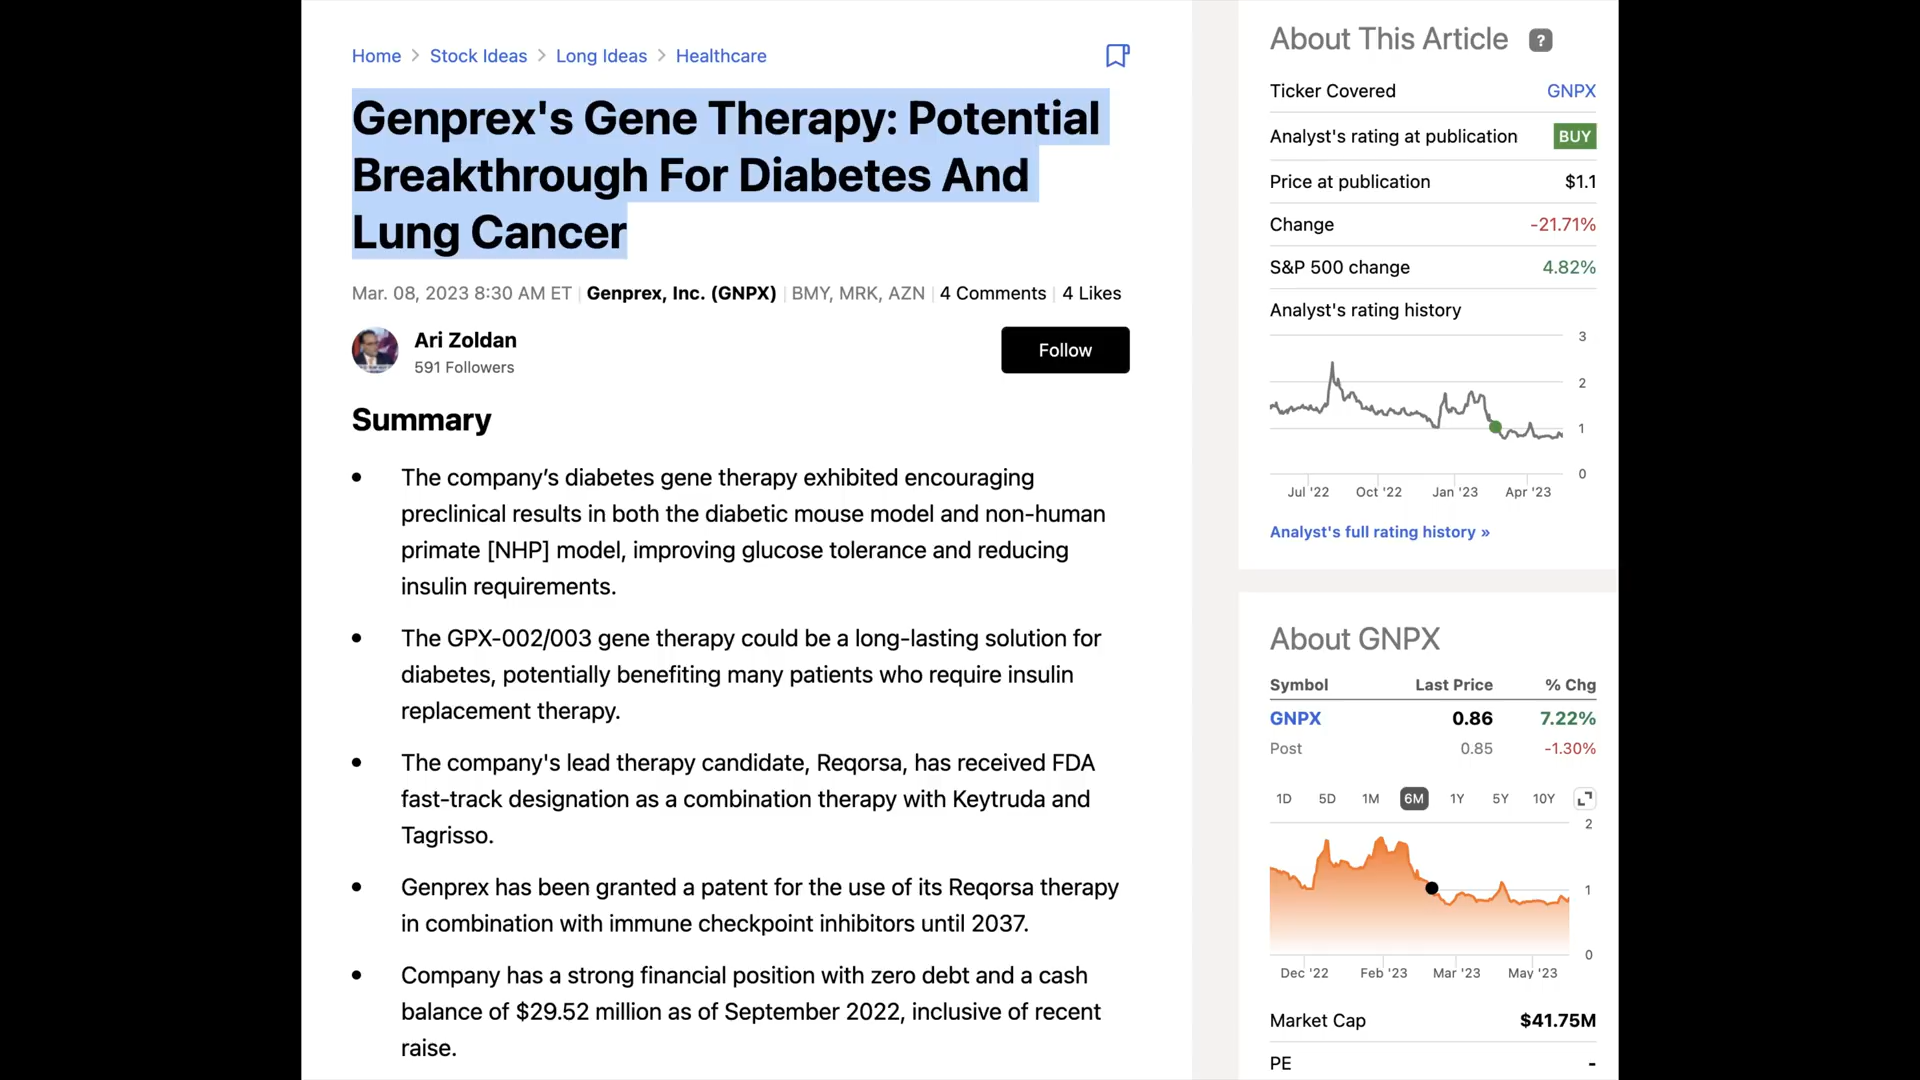 Home > Stock Ideas > Long Ideas > Healthcare
Genprex's Gene Therapy: Potential
Breakthrough For Diabetes And
Lung Cancer
Mar. 08, 2023 8:30 AM ET | Genprex, Inc. (GNPX) | BMY, MRK, AZN | 4 Comments | 4 Likes
Ari Zoldan
591 Followers
Follow
Summary
• The company’s diabetes gene therapy exhibited encouraging
preclinical results in both the diabetic mouse model and non-human
primate [NHP] model, improving glucose tolerance and reducing
insulin requirements.
• The GPX-002/003 gene therapy could be a long-lasting solution for
diabetes, potentially benefiting many patients who require insulin
replacement therapy.
• The company's lead therapy candidate, Reqorsa, has received FDA
fast-track designation as a combination therapy with Keytruda and
Tagrisso.
• Genprex has been granted a patent for the use of its Reqorsa therapy
in combination with immune checkpoint inhibitors until 2037.
• Company has a strong financial position with zero debt and a cash
balance of $29.52 million as of September 2022, inclusive of recent
raise.
About This Article ?
Ticker Covered GNPX
Analyst's rating at publication BUY
Price at publication $1.1
Change -21.71%
S&P 500 change 4.82%
Analyst's rating history
3
2
1
0
Jul '22 Oct '22 Jan '23 Apr '23
Analyst's full rating history »
About GNPX
Symbol Last Price % Chg
GNPX 0.86 7.22%
Post 0.85 -1.30%
1D 5D 1M 6M 1Y 5Y 10Y
2
1
0
Dec '22 Feb '23 Mar '23 May '23
Market Cap $41.75M
PE -